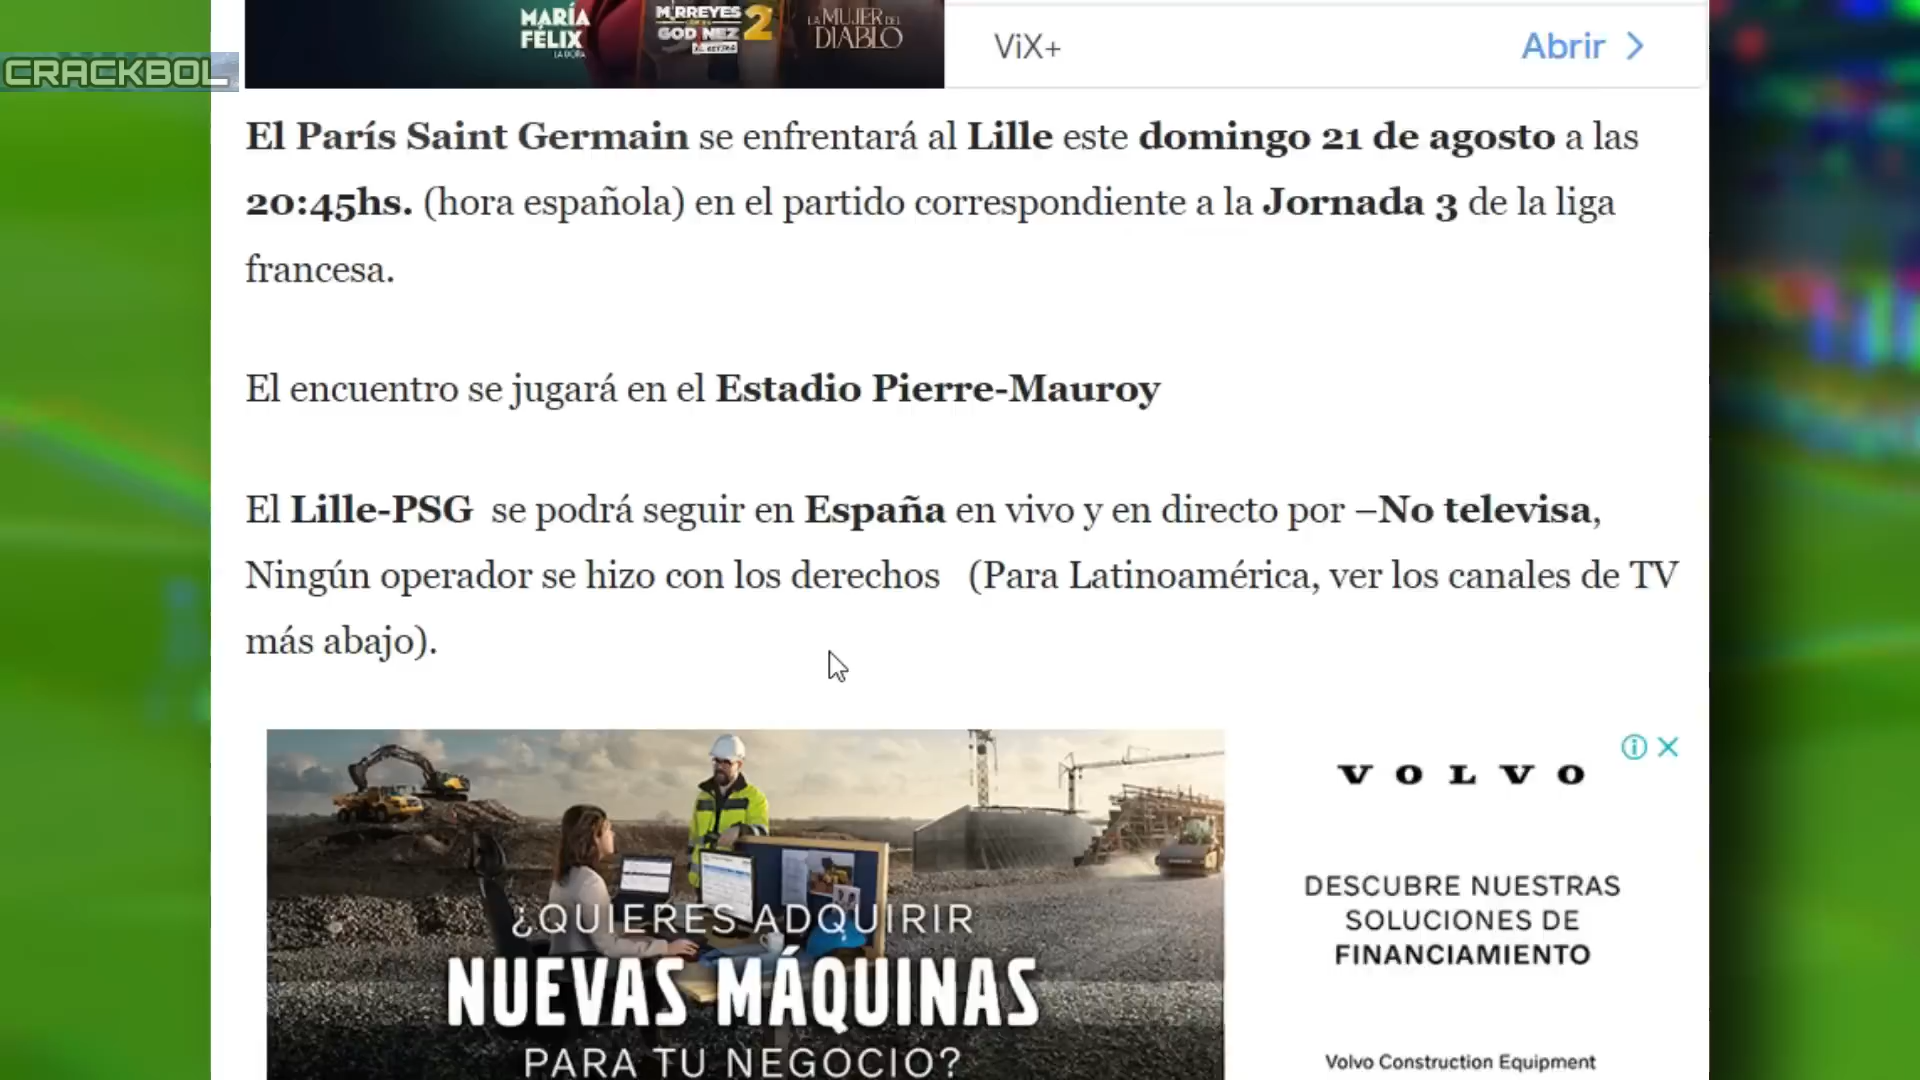 MARÍA
FÉLIX
LA DOÑA
MIRREYES
GODÍNEZ 2
LA MUJER DEL
DIABLO
ViX+
Abrir
CRACKBOL
El París Saint Germain se enfrentará al Lille este domingo 21 de agosto a las
20:45hs. (hora española) en el partido correspondiente a la Jornada 3 de la liga
francesa.
El encuentro se jugará en el Estadio Pierre-Mauroy
El Lille-PSG se podrá seguir en España en vivo y en directo por –No televisa,
Ningún operador se hizo con los derechos (Para Latinoamérica, ver los canales de TV
más abajo).
¿QUIERES ADQUIRIR
NUEVAS MÁQUINAS
PARA TU NEGOCIO?
VOLVO
DESCUBRE NUESTRAS
SOLUCIONES DE
FINANCIAMIENTO
Volvo Construction Equipment